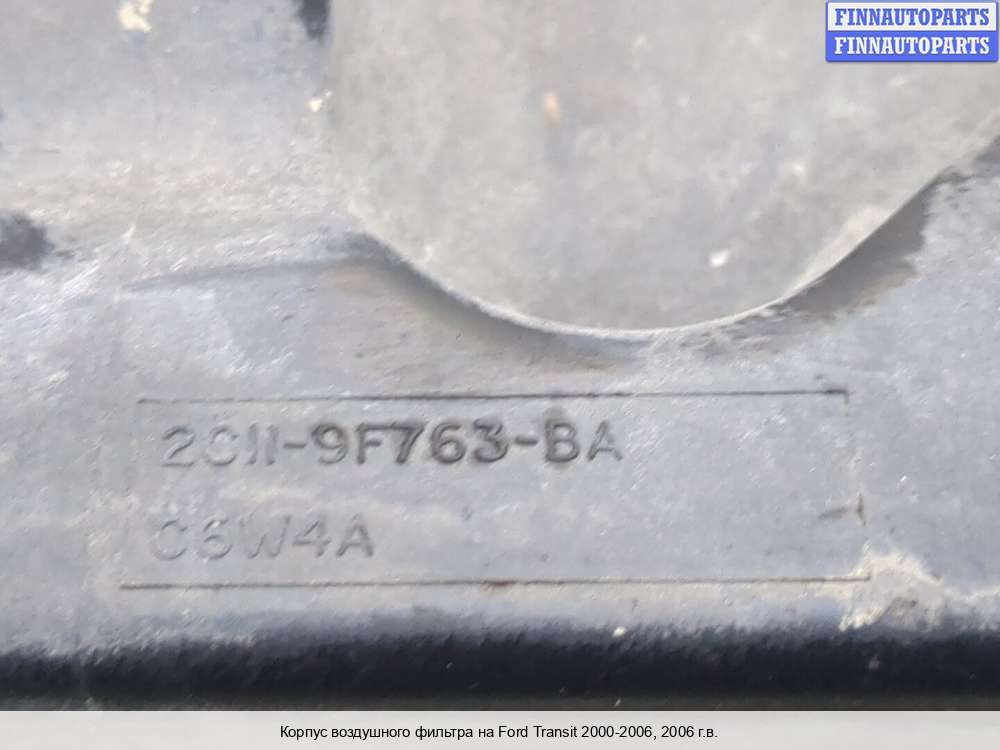 FINNAUTOPARTS
FINNAUTOPARTS
2C11-9F763-BA
C6W4A
Корпус воздушного фильтра на Ford Transit 2000-2006, 2006 г.в.